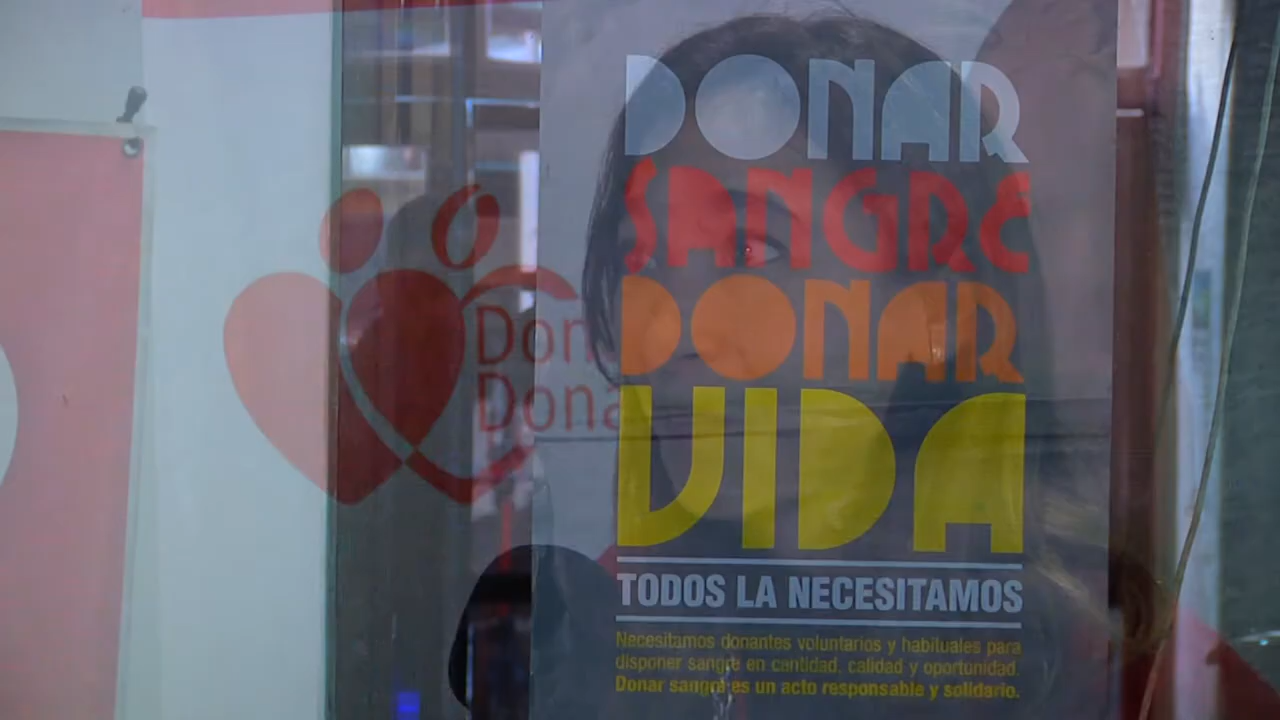 DONAR
SANGRE
DONAR
VIDA
TODOS LA NECESITAMOS
Necesitamos donantes voluntarios y habituales para
disponer sangre en cantidad, calidad y oportunidad.
Donar sangre es un acto responsable y solidario.